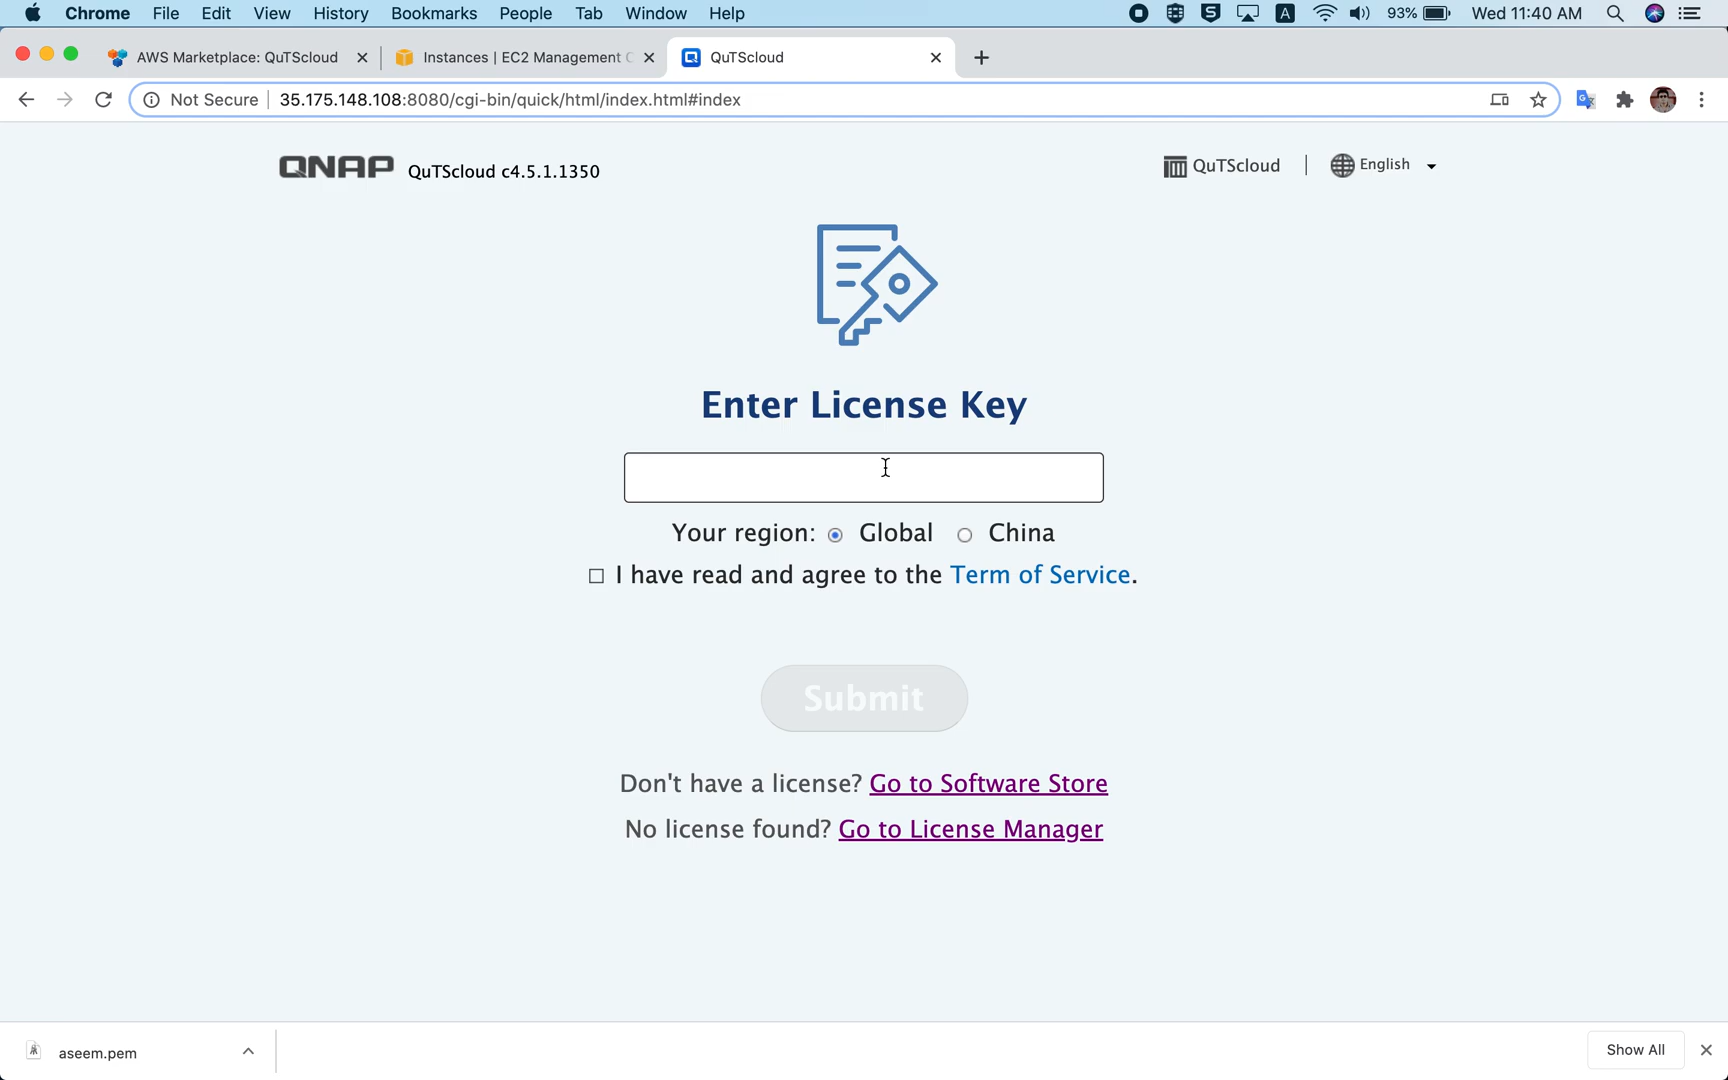 Chrome File Edit View History Bookmarks People Tab Window Help A 93% Wed 11:40 AM
AWS Marketplace: QuTScloud Instances | EC2 Management C QuTScloud
Not Secure 35.175.148.108:8080/cgi-bin/quick/html/index.html#index
QNAP QuTScloud c4.5.1.1350 QuTScloud English
Enter License Key
Your region: Global China
I have read and agree to the Term of Service.
Submit
Don't have a license? Go to Software Store
No license found? Go to License Manager
aseem.pem Show All